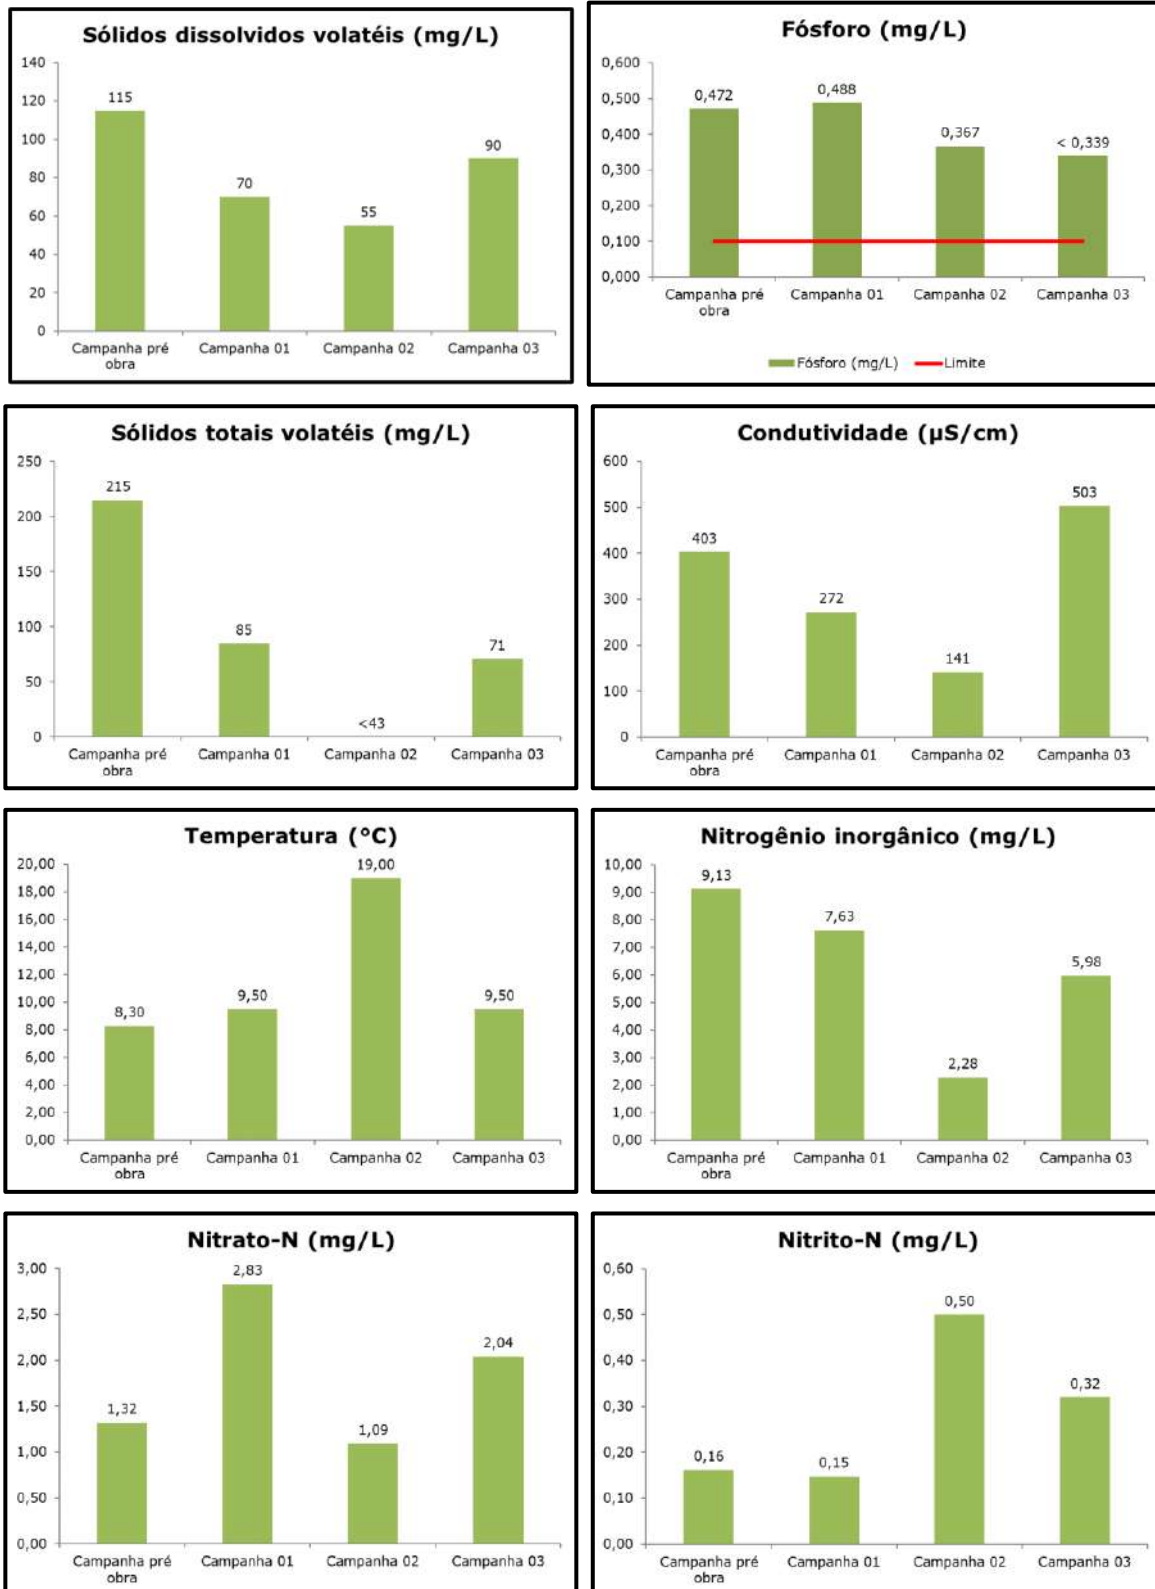 Sólidos dissolvidos volatéis (mg/L)
140
120
100
80
60
40
20
0
115
70
55
90
Campanha pré obra
Campanha 01
Campanha 02
Campanha 03
Fósforo (mg/L)
0,600
0,500
0,400
0,300
0,200
0,100
0,000
0,472
0,488
0,367
< 0,339
Campanha pré obra
Campanha 01
Campanha 02
Campanha 03
Fósforo (mg/L)
Limite
Sólidos totais volatéis (mg/L)
250
200
150
100
50
0
215
85
<43
71
Campanha pré obra
Campanha 01
Campanha 02
Campanha 03
Condutividade (µS/cm)
600
500
400
300
200
100
0
403
272
141
503
Campanha pré obra
Campanha 01
Campanha 02
Campanha 03
Temperatura (°C)
20,00
18,00
16,00
14,00
12,00
10,00
8,00
6,00
4,00
2,00
0,00
8,30
9,50
19,00
9,50
Campanha pré obra
Campanha 01
Campanha 02
Campanha 03
Nitrogênio inorgânico (mg/L)
10,00
9,00
8,00
7,00
6,00
5,00
4,00
3,00
2,00
1,00
0,00
9,13
7,63
2,28
5,98
Campanha pré obra
Campanha 01
Campanha 02
Campanha 03
Nitrato-N (mg/L)
3,00
2,50
2,00
1,50
1,00
0,50
0,00
1,32
2,83
1,09
2,04
Campanha pré obra
Campanha 01
Campanha 02
Campanha 03
Nitrito-N (mg/L)
0,60
0,50
0,40
0,30
0,20
0,10
0,00
0,16
0,15
0,50
0,32
Campanha pré obra
Campanha 01
Campanha 02
Campanha 03